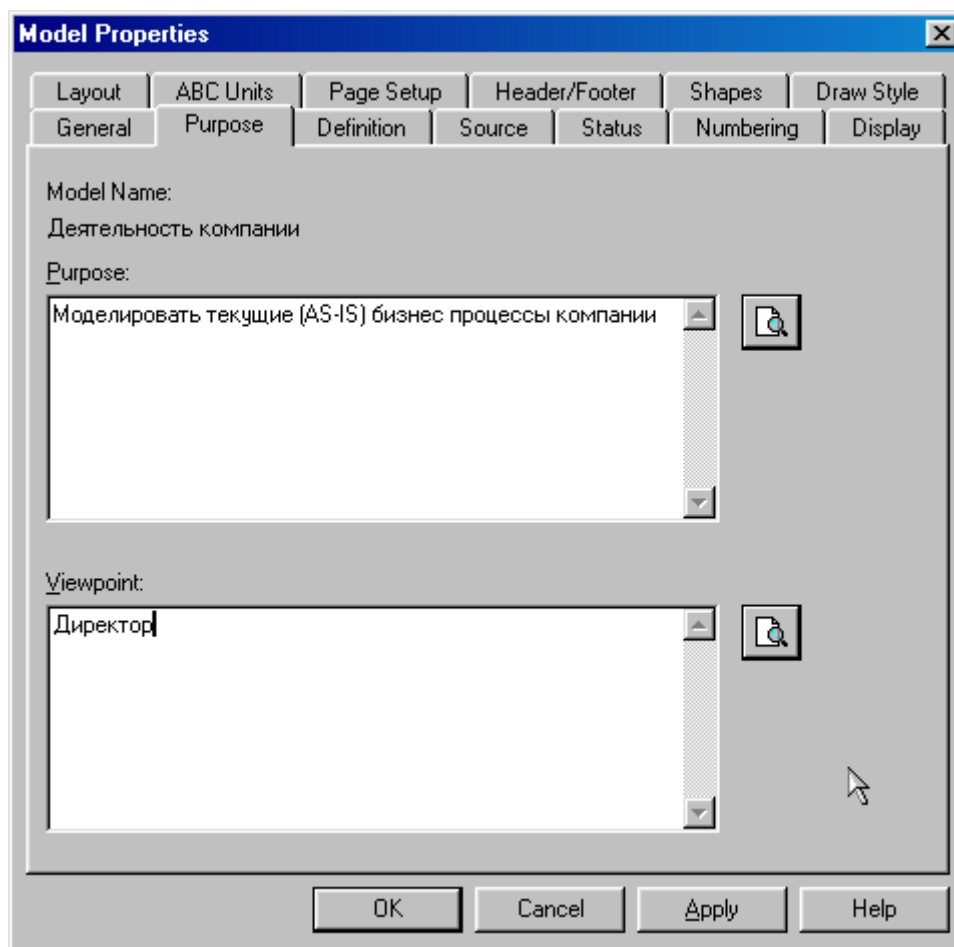 Model Properties
Layout ABC Units Page Setup Header/Footer Shapes Draw Style
General Purpose Definition Source Status Numbering Display
Model Name:
Деятельность компании
Purpose:
Моделировать текущие (AS-IS) бизнес процессы компании
Viewpoint:
Директор
OK Cancel Apply Help